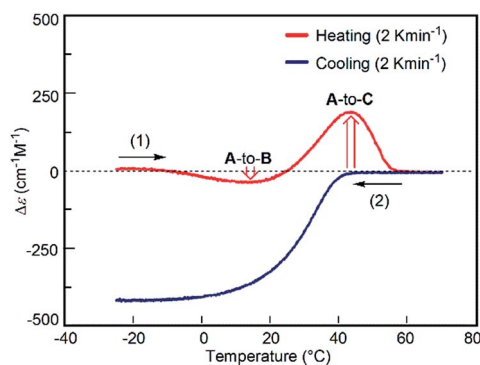 500
250
0
-250
-500
Δε (cm⁻¹M⁻¹)
Heating (2 Kmin⁻¹)
Cooling (2 Kmin⁻¹)
A-to-C
(1)
A-to-B
(2)
-40 -20 0 20 40 60 80
Temperature (°C)